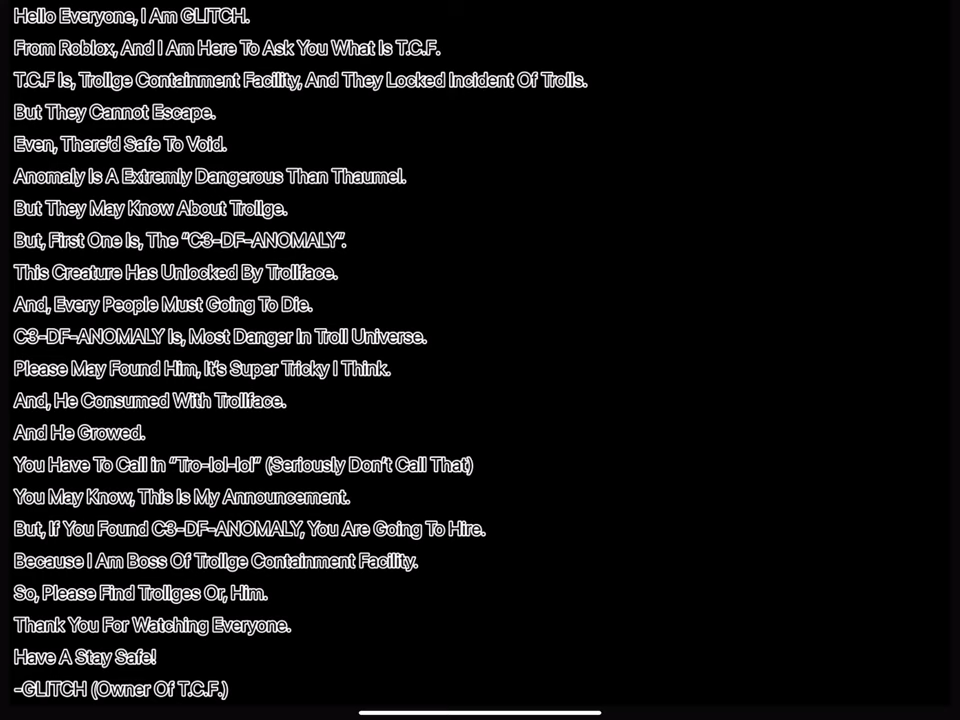 Hello Everyone, I Am GLITCH.
From Roblox, And I Am Here To Ask You What Is T.C.F.
T.C.F Is, Trollge Containment Facility, And They Locked Incident Of Trolls.
But They Cannot Escape.
Even, There'd Safe To Void.
Anomaly Is A Extremly Dangerous Than Thaumel.
But They May Know About Trollge.
But, First One Is, The “C3-DF-ANOMALY”.
This Creature Has Unlocked By Trollface.
And, Every People Must Going To Die.
C3-DF-ANOMALY Is, Most Danger In Troll Universe.
Please May Found Him, It's Super Tricky I Think.
And, He Consumed With Trollface.
And He Growed.
You Have To Call in “Tro-lol-lol” (Seriously Don't Call That)
You May Know, This Is My Announcement.
But, If You Found C3-DF-ANOMALY, You Are Going To Hire.
Because I Am Boss Of Trollge Containment Facility.
So, Please Find Trollges Or, Him.
Thank You For Watching Everyone.
Have A Stay Safe!
-GLITCH (Owner Of T.C.F.)